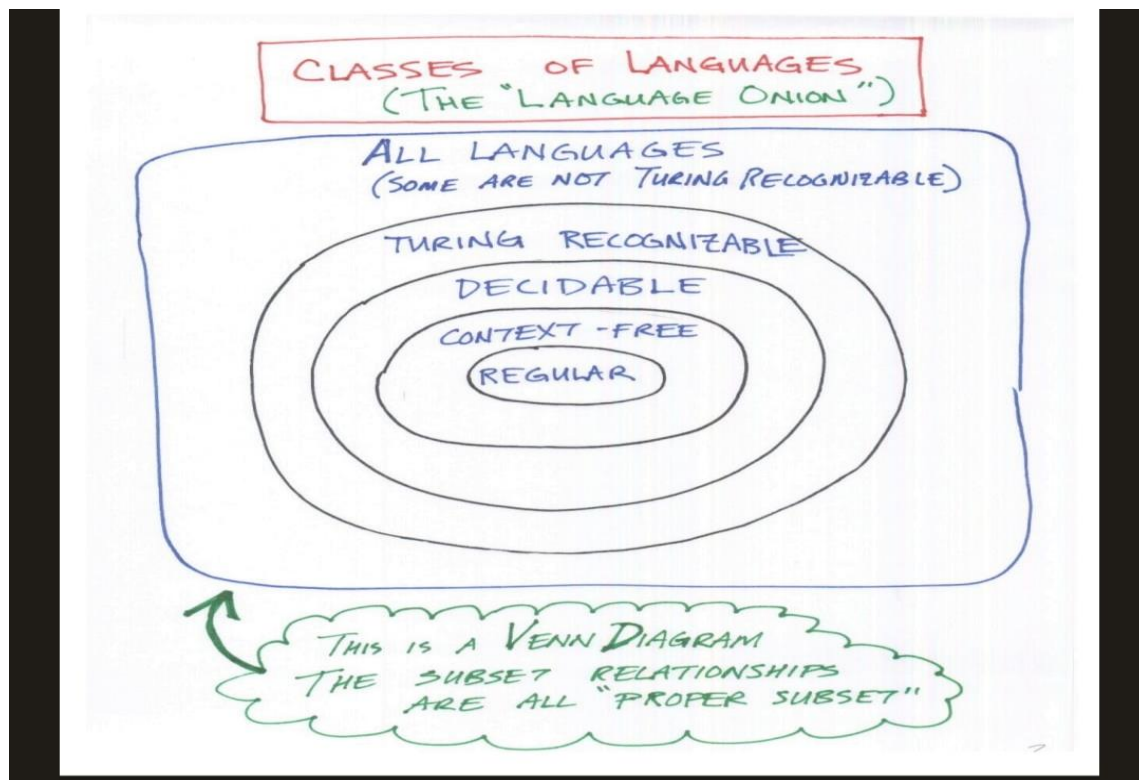 CLASSES OF LANGUAGES
(THE "LANGUAGE ONION")
ALL LANGUAGES
(SOME ARE NOT TURING RECOGNIZABLE)
TURING RECOGNIZABLE
DECIDABLE
CONTEXT-FREE
REGULAR
THIS IS A VENN DIAGRAM
THE SUBSET RELATIONSHIPS
ARE ALL "PROPER SUBSET"